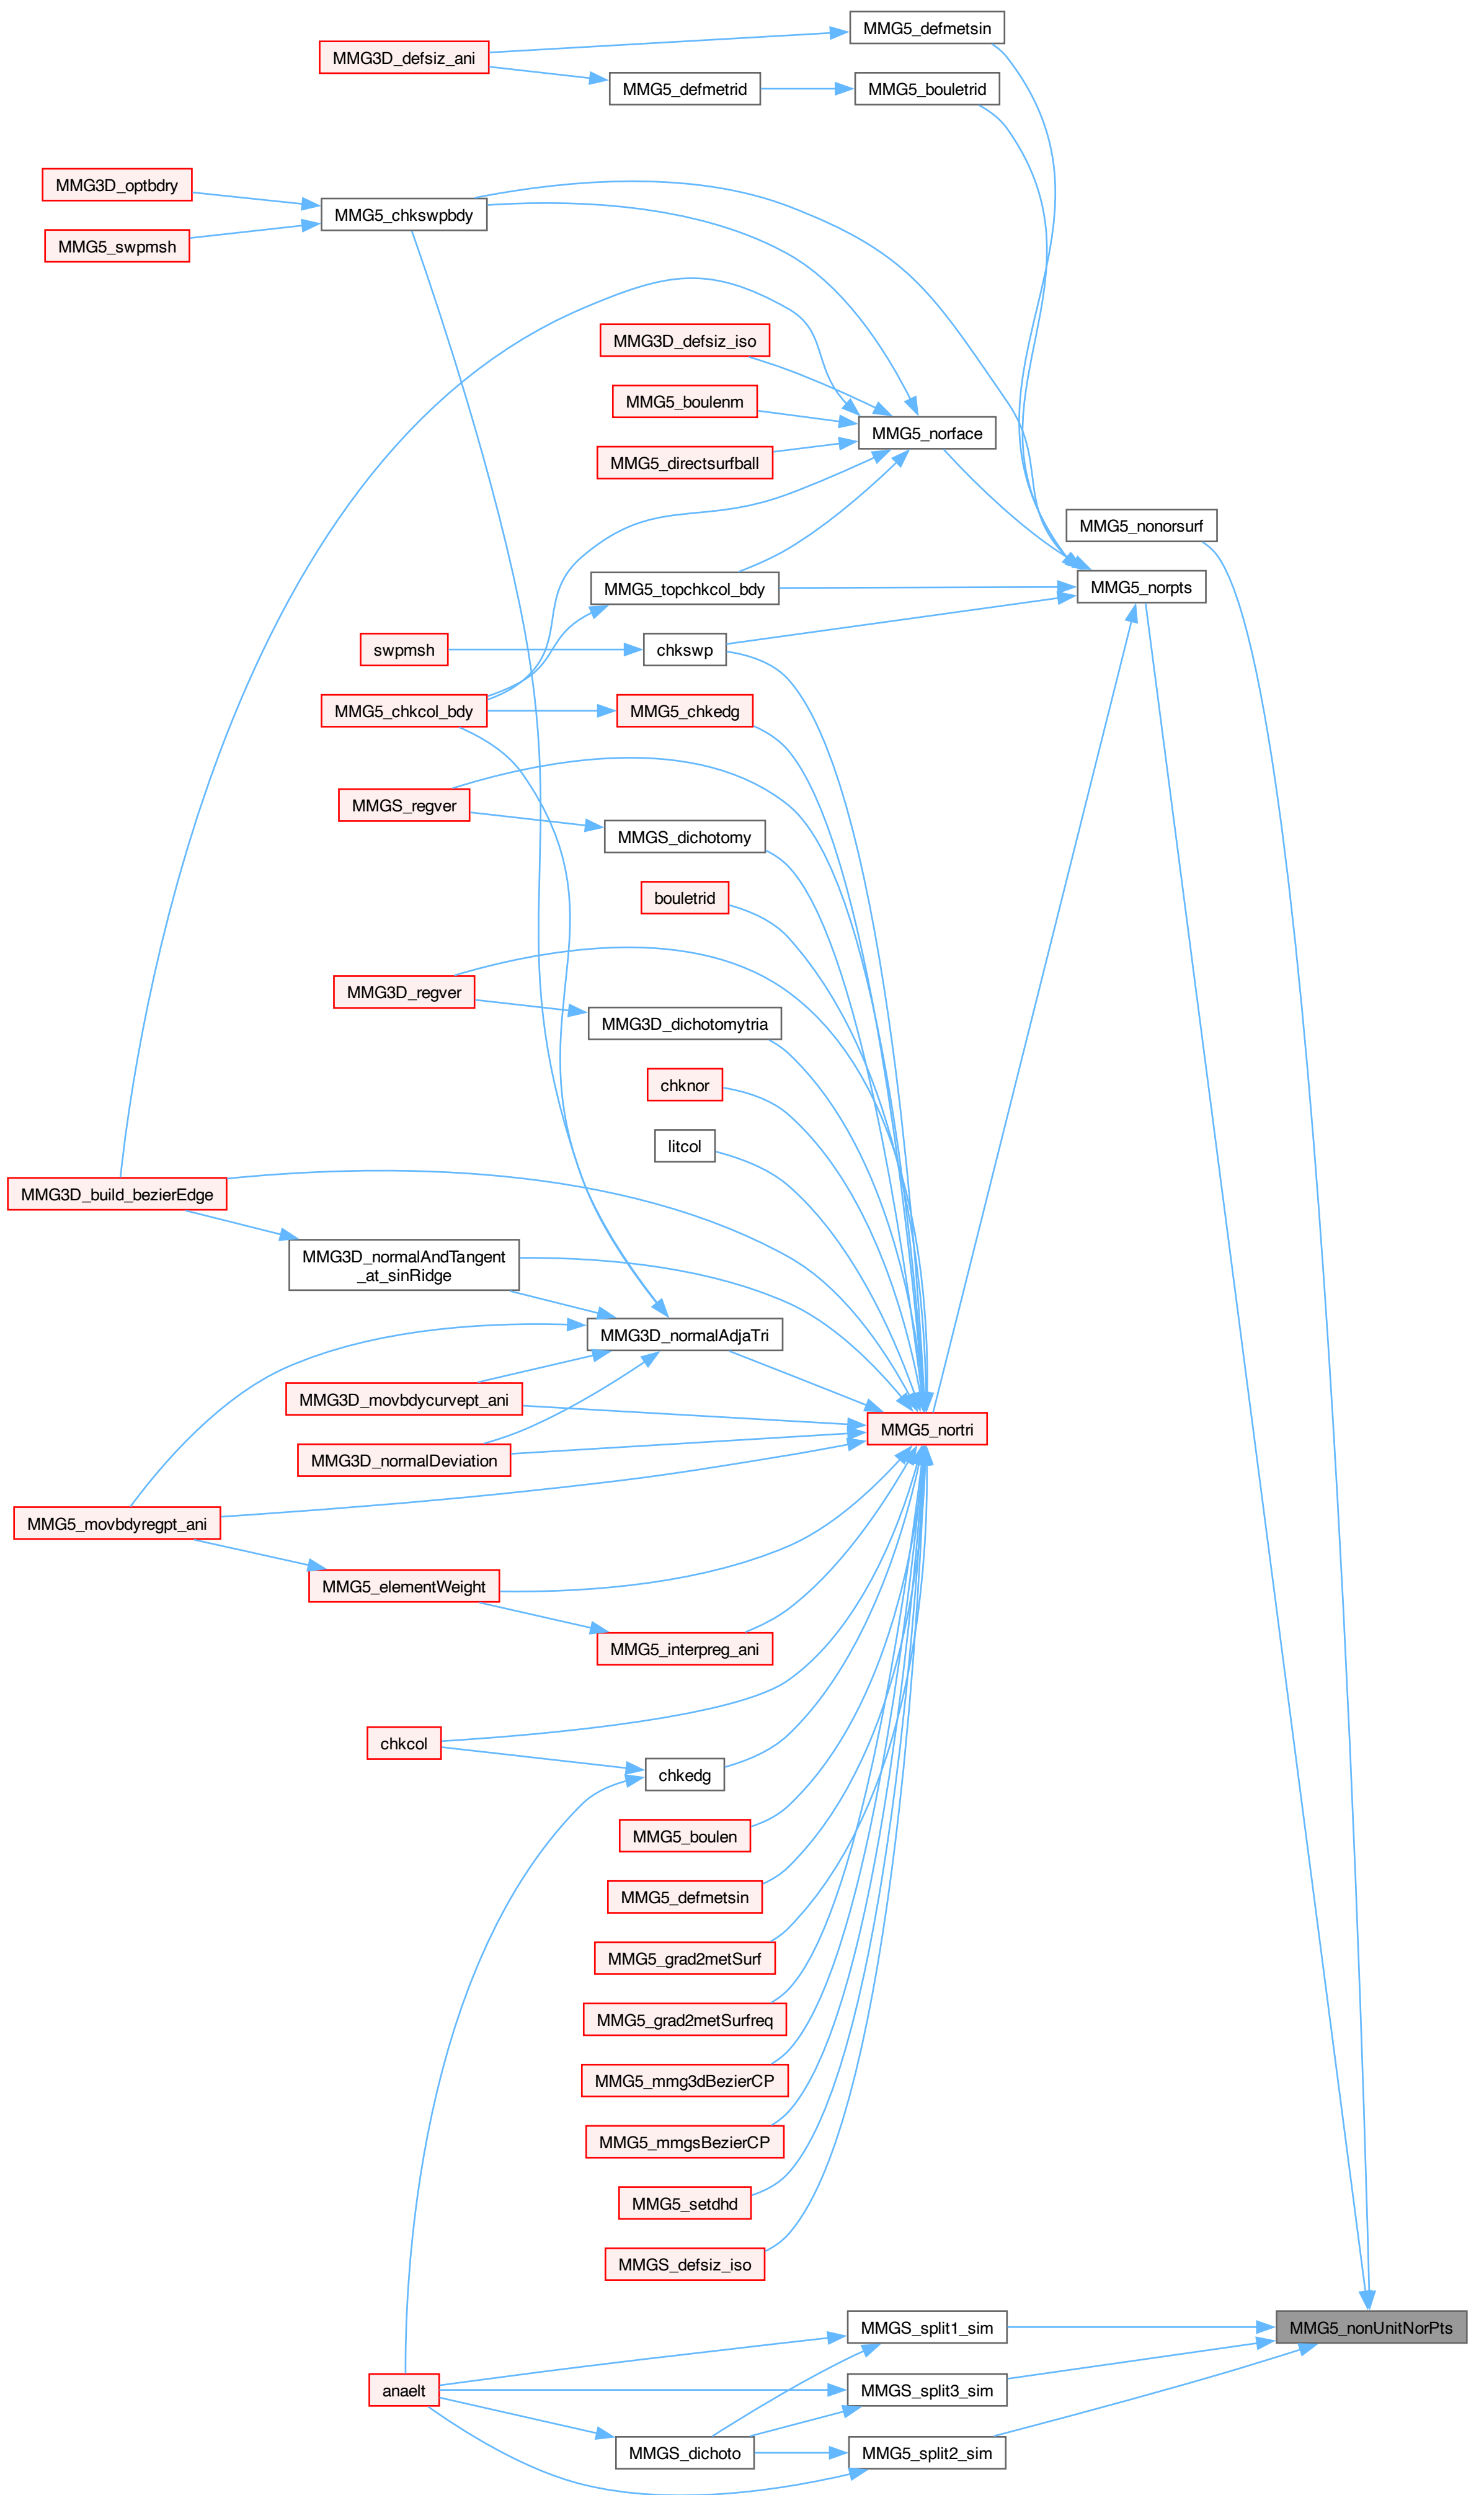 MMG5_defmetsin
MMG3D_defsiz_ani
MMG5_defmetrid
MMG5_bouletrid
MMG3D_optbdry
MMG5_chkswpbdy
MMG5_swpmsh
MMG3D_defsiz_iso
MMG5_boulenm
MMG5_norface
MMG5_directsurfball
MMG5_nonorsurf
MMG5_topchkcol_bdy
MMG5_norpts
swpmsh
chkswp
MMG5_chkcol_bdy
MMG5_chkedg
MMGS_regver
MMGS_dichotomy
bouletrid
MMG3D_regver
MMG3D_dichotomytria
chknor
litcol
MMG3D_build_bezierEdge
MMG3D_normalAndTangent
_at_sinRidge
MMG3D_normalAdjaTri
MMG3D_movbdycurvept_ani
MMG5_nortri
MMG3D_normalDeviation
MMG5_movbdyregpt_ani
MMG5_elementWeight
MMG5_interpreg_ani
chkcol
chkedg
MMG5_boulen
MMG5_defmetsin
MMG5_grad2metSurf
MMG5_grad2metSurfreq
MMG5_mmg3dBezierCP
MMG5_mmgsBezierCP
MMG5_setdhd
MMGS_defsiz_iso
MMGS_split1_sim
MMG5_nonUnitNorPts
anaelt
MMGS_split3_sim
MMGS_dichoto
MMG5_split2_sim